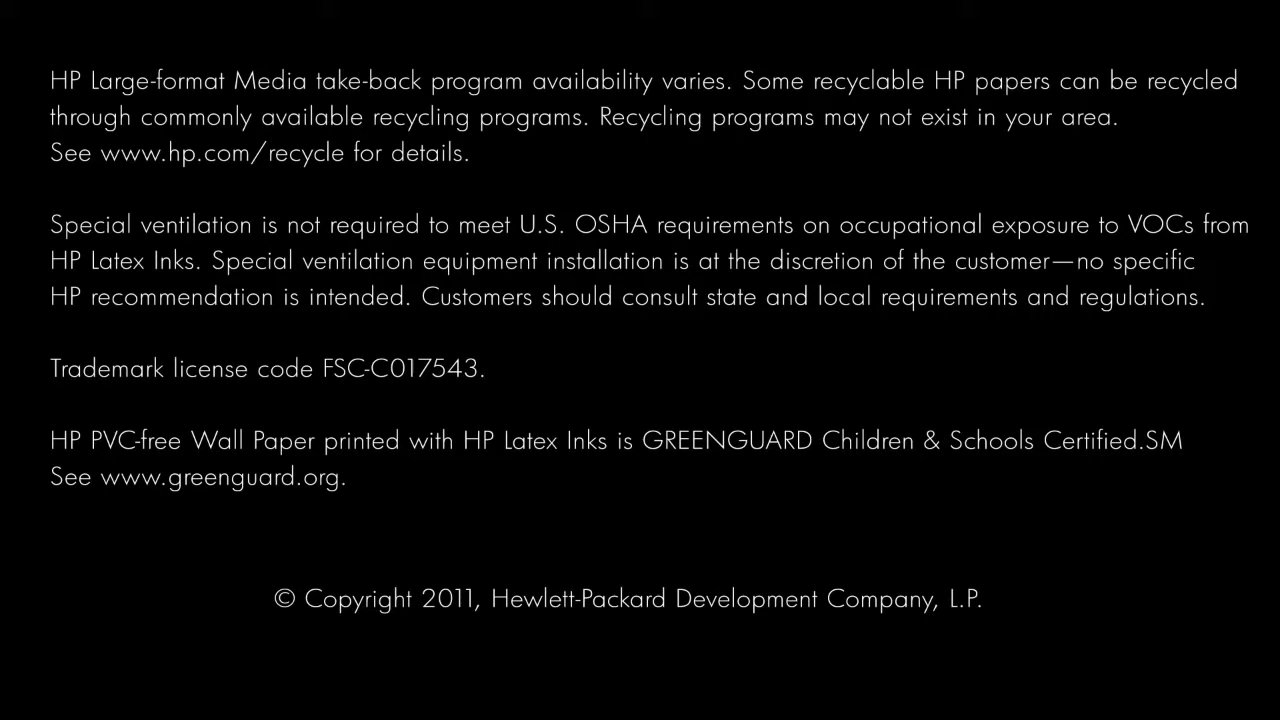 HP Large-format Media take-back program availability varies. Some recyclable HP papers can be recycled
through commonly available recycling programs. Recycling programs may not exist in your area.
See www.hp.com/recycle for details.
Special ventilation is not required to meet U.S. OSHA requirements on occupational exposure to VOCs from
HP Latex Inks. Special ventilation equipment installation is at the discretion of the customer—no specific
HP recommendation is intended. Customers should consult state and local requirements and regulations.
Trademark license code FSC-C017543.
HP PVC-free Wall Paper printed with HP Latex Inks is GREENGUARD Children & Schools Certified.SM
See www.greenguard.org.
© Copyright 2011, Hewlett-Packard Development Company, L.P.